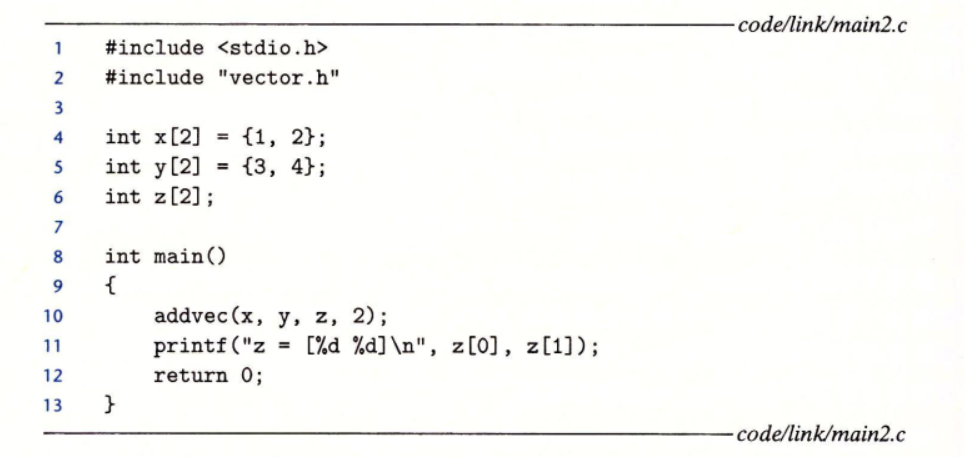 code/link/main2.c
1 #include <stdio.h>
2 #include "vector.h"
3
4 int x[2] = {1, 2};
5 int y[2] = {3, 4};
6 int z[2];
7
8 int main()
9 {
10 addvec(x, y, z, 2);
11 printf("z = [%d %d]\n", z[0], z[1]);
12 return 0;
13 }
code/link/main2.c